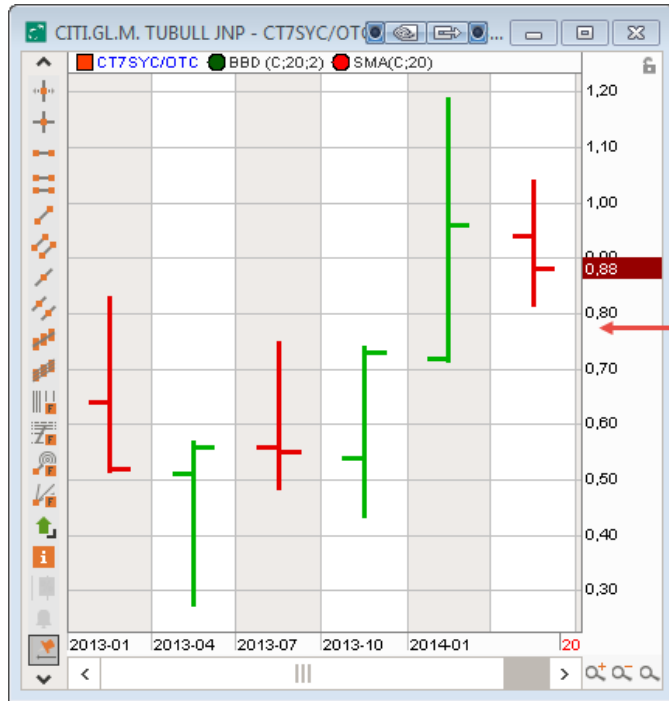 CITI.GL.M. TUBULL JNP - CT7SYC/OTC ...
CT7SYC/OTC BBD (C;20;2) SMA(C;20)
1,20
1,10
1,00
0,90
0,88
0,80
0,70
0,60
0,50
0,40
0,30
F
F
F
F
i
2013-01 2013-04 2013-07 2013-10 2014-01 20